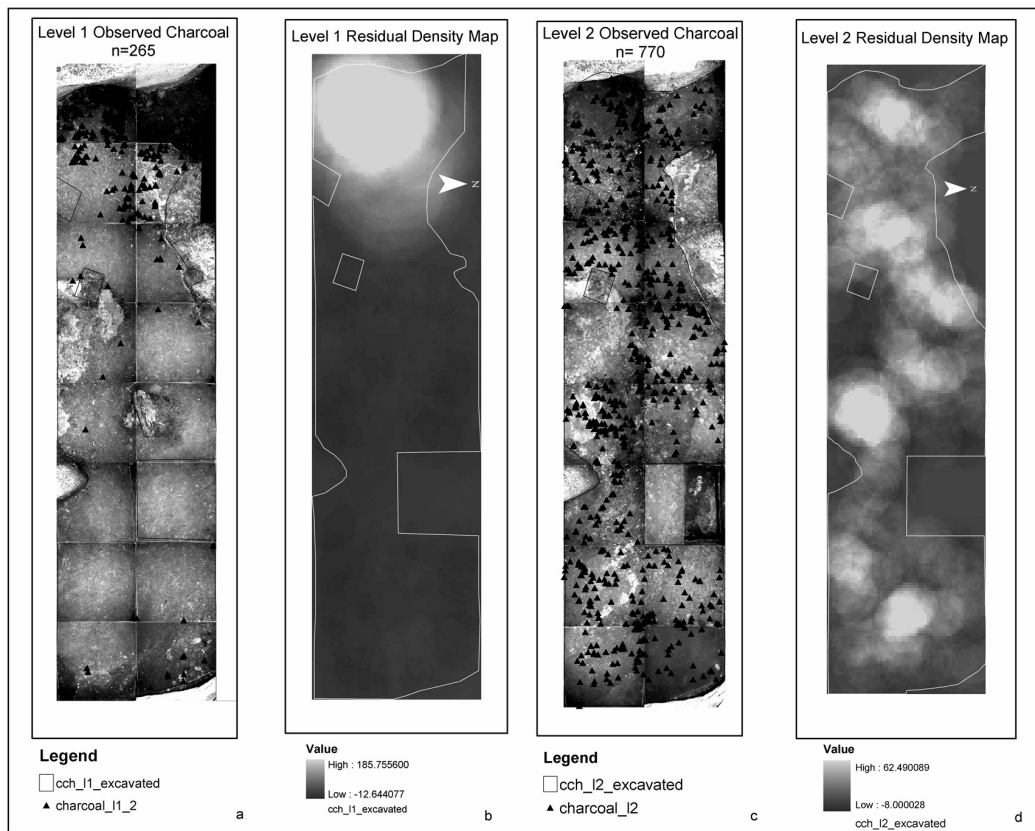 Level 1 Observed Charcoal
n=265
N
Legend
cch_l1_excavated
charcoal_l1_2
a
Level 1 Residual Density Map
N
Value
High : 185.755600
Low : -12.644077
cch_l1_excavated
b
Level 2 Observed Charcoal
n= 770
Legend
cch_l2_excavated
charcoal_l2
c
Level 2 Residual Density Map
N
Value
High : 62.490089
Low : -8.000028
cch_l2_excavated
d